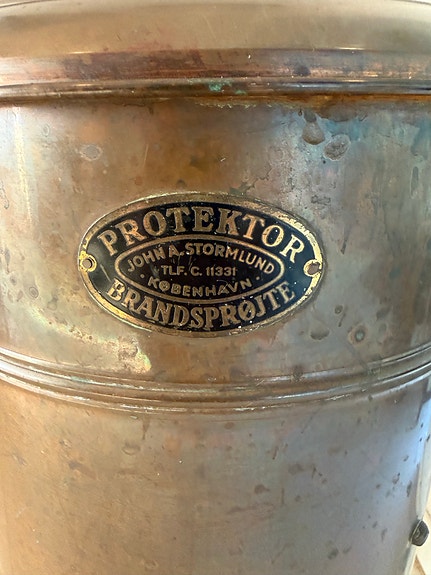 PROTEKTOR
JOHN A. STORMLUND
TLF. C. 11331
KØBENHAVN
BRANDSPRØJTE